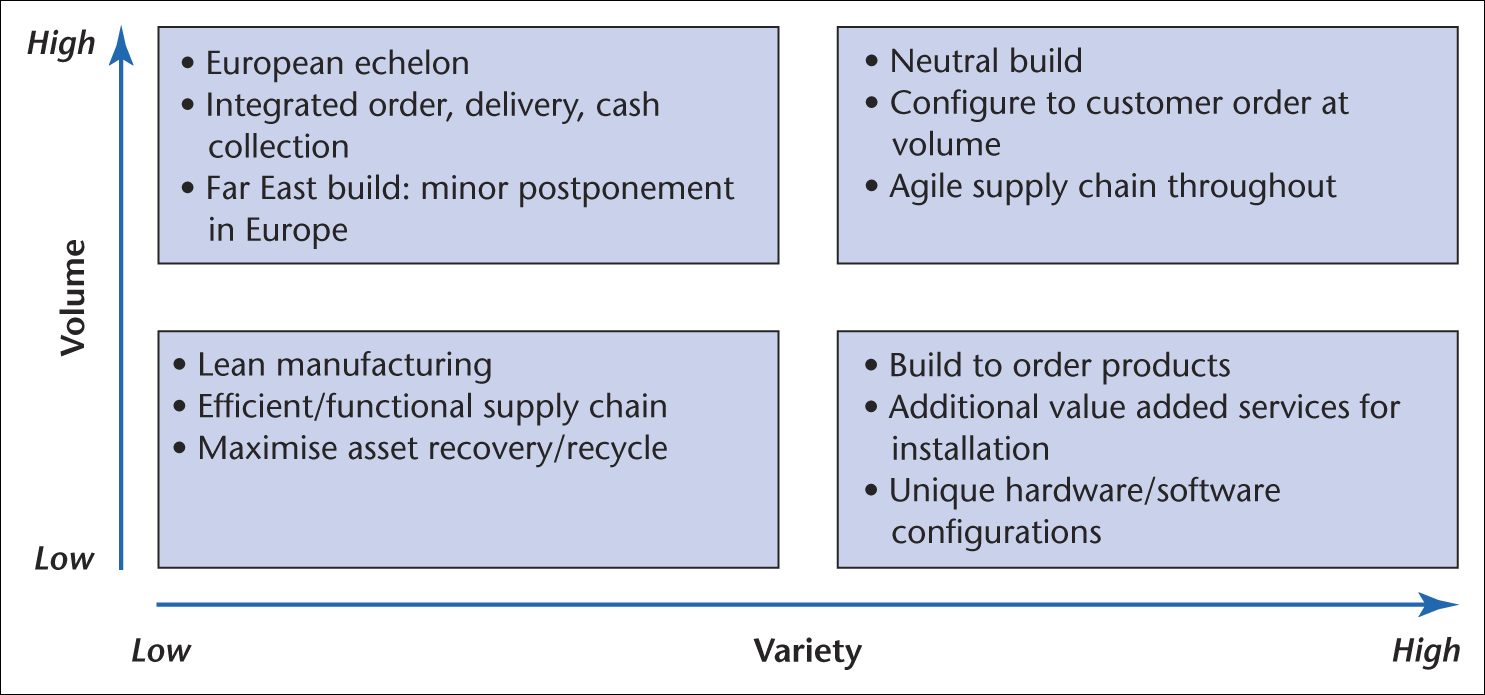 High
• European echelon
• Integrated order, delivery, cash
collection
• Far East build: minor postponement
in Europe
• Neutral build
• Configure to customer order at
volume
• Agile supply chain throughout
Volume
• Lean manufacturing
• Efficient/functional supply chain
• Maximise asset recovery/recycle
• Build to order products
• Additional value added services for
installation
• Unique hardware/software
configurations
Low
Low
Variety
High